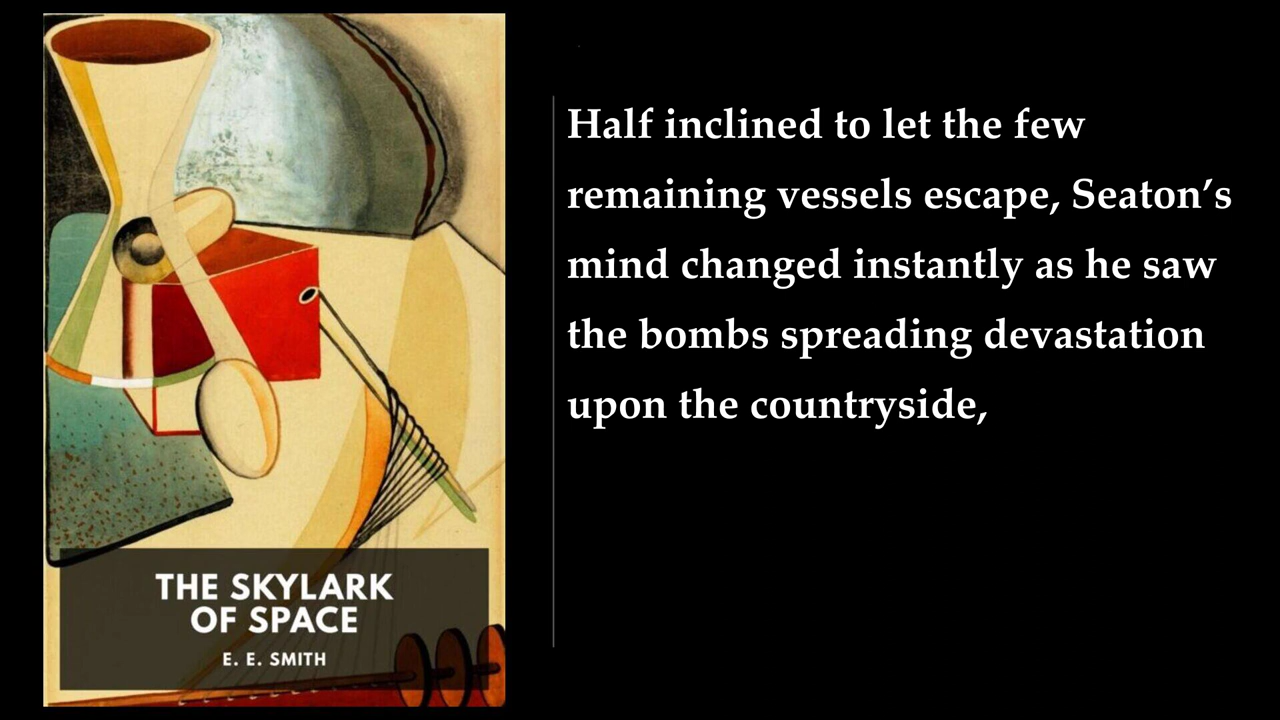 THE SKYLARK
OF SPACE
E. E. SMITH
Half inclined to let the few
remaining vessels escape, Seaton’s
mind changed instantly as he saw
the bombs spreading devastation
upon the countryside,